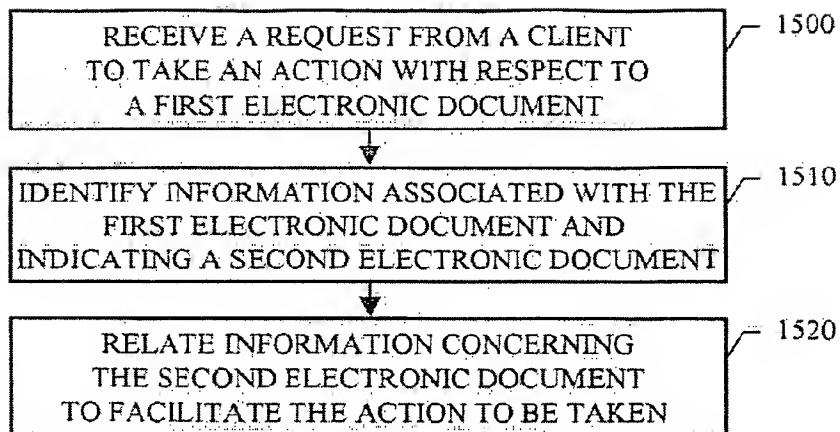 RECEIVE A REQUEST FROM A CLIENT
TO TAKE AN ACTION WITH RESPECT TO
A FIRST ELECTRONIC DOCUMENT
1500
IDENTIFY INFORMATION ASSOCIATED WITH THE
FIRST ELECTRONIC DOCUMENT AND
INDICATING A SECOND ELECTRONIC DOCUMENT
1510
RELATE INFORMATION CONCERNING
THE SECOND ELECTRONIC DOCUMENT
TO FACILITATE THE ACTION TO BE TAKEN
1520